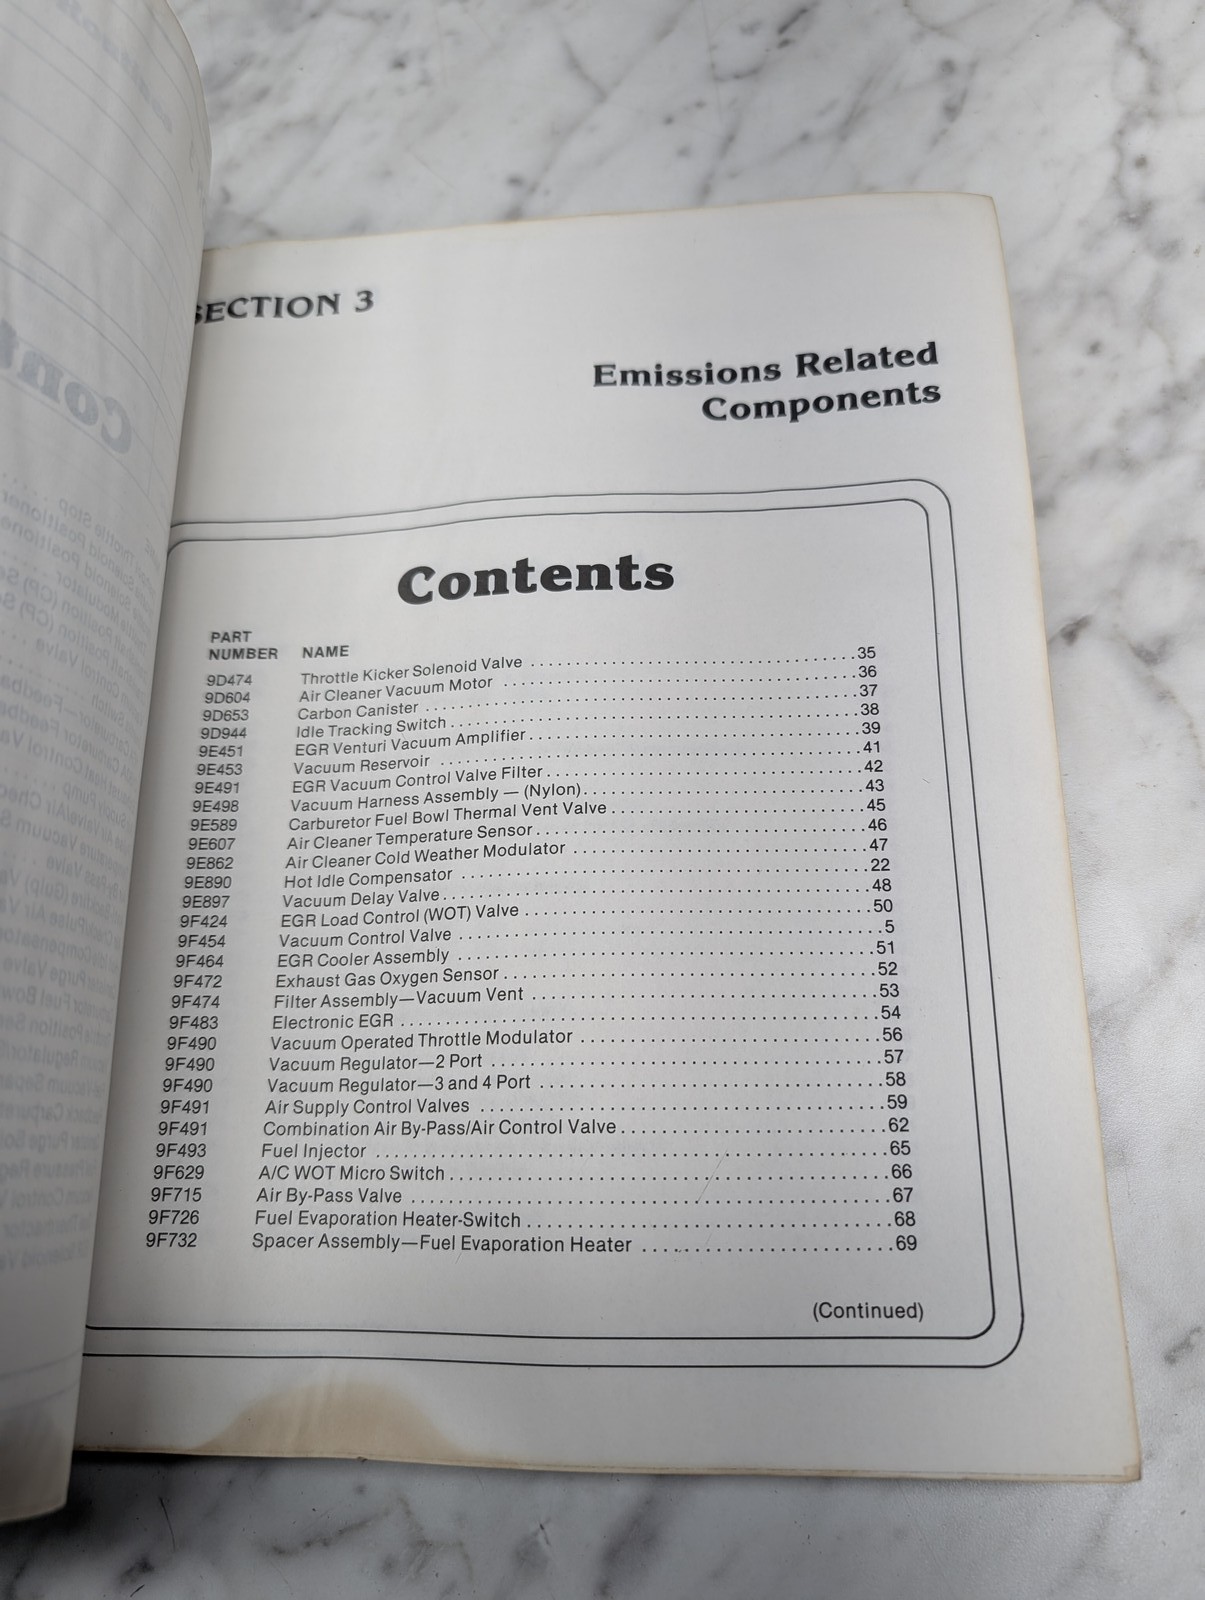 SECTION 3
Emissions Related
Components
Contents
PART
NUMBER NAME
9D474 Throttle Kicker Solenoid Valve 35
9D604 Air Cleaner Vacuum Motor 36
9D653 Carbon Canister 37
9D944 Idle Tracking Switch 38
9E451 EGR Venturi Vacuum Amplifier 39
9E453 Vacuum Reservoir 41
9E491 EGR Vacuum Control Valve Filter 42
9E498 Vacuum Harness Assembly — (Nylon) 43
9E589 Carburetor Fuel Bowl Thermal Vent Valve 45
9E607 Air Cleaner Temperature Sensor 46
9E862 Air Cleaner Cold Weather Modulator 47
9E890 Hot Idle Compensator 22
9E897 Vacuum Delay Valve 48
9F424 EGR Load Control (WOT) Valve 50
9F454 Vacuum Control Valve 5
9F464 EGR Cooler Assembly 51
9F472 Exhaust Gas Oxygen Sensor 52
9F474 Filter Assembly—Vacuum Vent 53
9F483 Electronic EGR 54
9F490 Vacuum Operated Throttle Modulator 56
9F490 Vacuum Regulator—2 Port 57
9F490 Vacuum Regulator—3 and 4 Port 58
9F491 Air Supply Control Valves 59
9F491 Combination Air By-Pass/Air Control Valve 62
9F493 Fuel Injector 65
9F629 A/C WOT Micro Switch 66
9F715 Air By-Pass Valve 67
9F726 Fuel Evaporation Heater-Switch 68
9F732 Spacer Assembly—Fuel Evaporation Heater 69
(Continued)